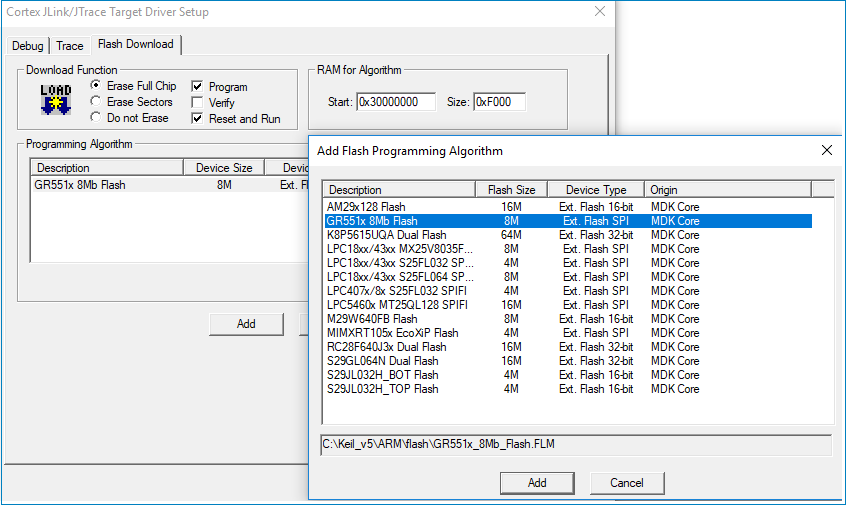 Cortex JLink/JTrace Target Driver Setup
Debug Trace Flash Download
Download Function
LOAD
Erase Full Chip
Erase Sectors
Do not Erase
Program
Verify
Reset and Run
RAM for Algorithm
Start: 0x30000000 Size: 0xF000
Programming Algorithm
Description Device Size
GR551x 8Mb Flash 8M
Add
Add Flash Programming Algorithm
Description Flash Size Device Type Origin
AM29x128 Flash 16M Ext. Flash 16-bit MDK Core
GR551x 8Mb Flash 8M Ext. Flash SPI MDK Core
K8P5615UQA Dual Flash 64M Ext. Flash 32-bit MDK Core
LPC18xx/43xx MX25V8035F... 8M Ext. Flash SPI MDK Core
LPC18xx/43xx S25FL032 SP... 4M Ext. Flash SPI MDK Core
LPC18xx/43xx S25FL064 SP... 8M Ext. Flash SPI MDK Core
LPC407x/8x S25FL032 SPIFI 4M Ext. Flash SPI MDK Core
LPC5460x MT25QL128 SPIFI 16M Ext. Flash SPI MDK Core
M29W640FB Flash 8M Ext. Flash 16-bit MDK Core
MIMXRT105x EcoXiP Flash 4M Ext. Flash SPI MDK Core
RC28F640J3x Dual Flash 16M Ext. Flash 32-bit MDK Core
S29GL064N Dual Flash 16M Ext. Flash 32-bit MDK Core
S29JL032H_BOT Flash 4M Ext. Flash 16-bit MDK Core
S29JL032H_TOP Flash 4M Ext. Flash 16-bit MDK Core
C:\Keil_v5\ARM\flash\GR551x_8Mb_Flash.FLM
Add Cancel